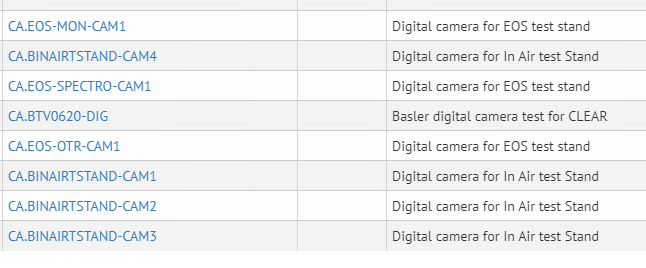 CA.EOS-MON-CAM1 Digital camera for EOS test stand
CA.BINAIRTSTAND-CAM4 Digital camera for In Air test Stand
CA.EOS-SPECTRO-CAM1 Digital camera for EOS test stand
CA.BTV0620-DIG Basler digital camera test for CLEAR
CA.EOS-OTR-CAM1 Digital camera for EOS test stand
CA.BINAIRTSTAND-CAM1 Digital camera for In Air test Stand
CA.BINAIRTSTAND-CAM2 Digital camera for In Air test Stand
CA.BINAIRTSTAND-CAM3 Digital camera for In Air test Stand